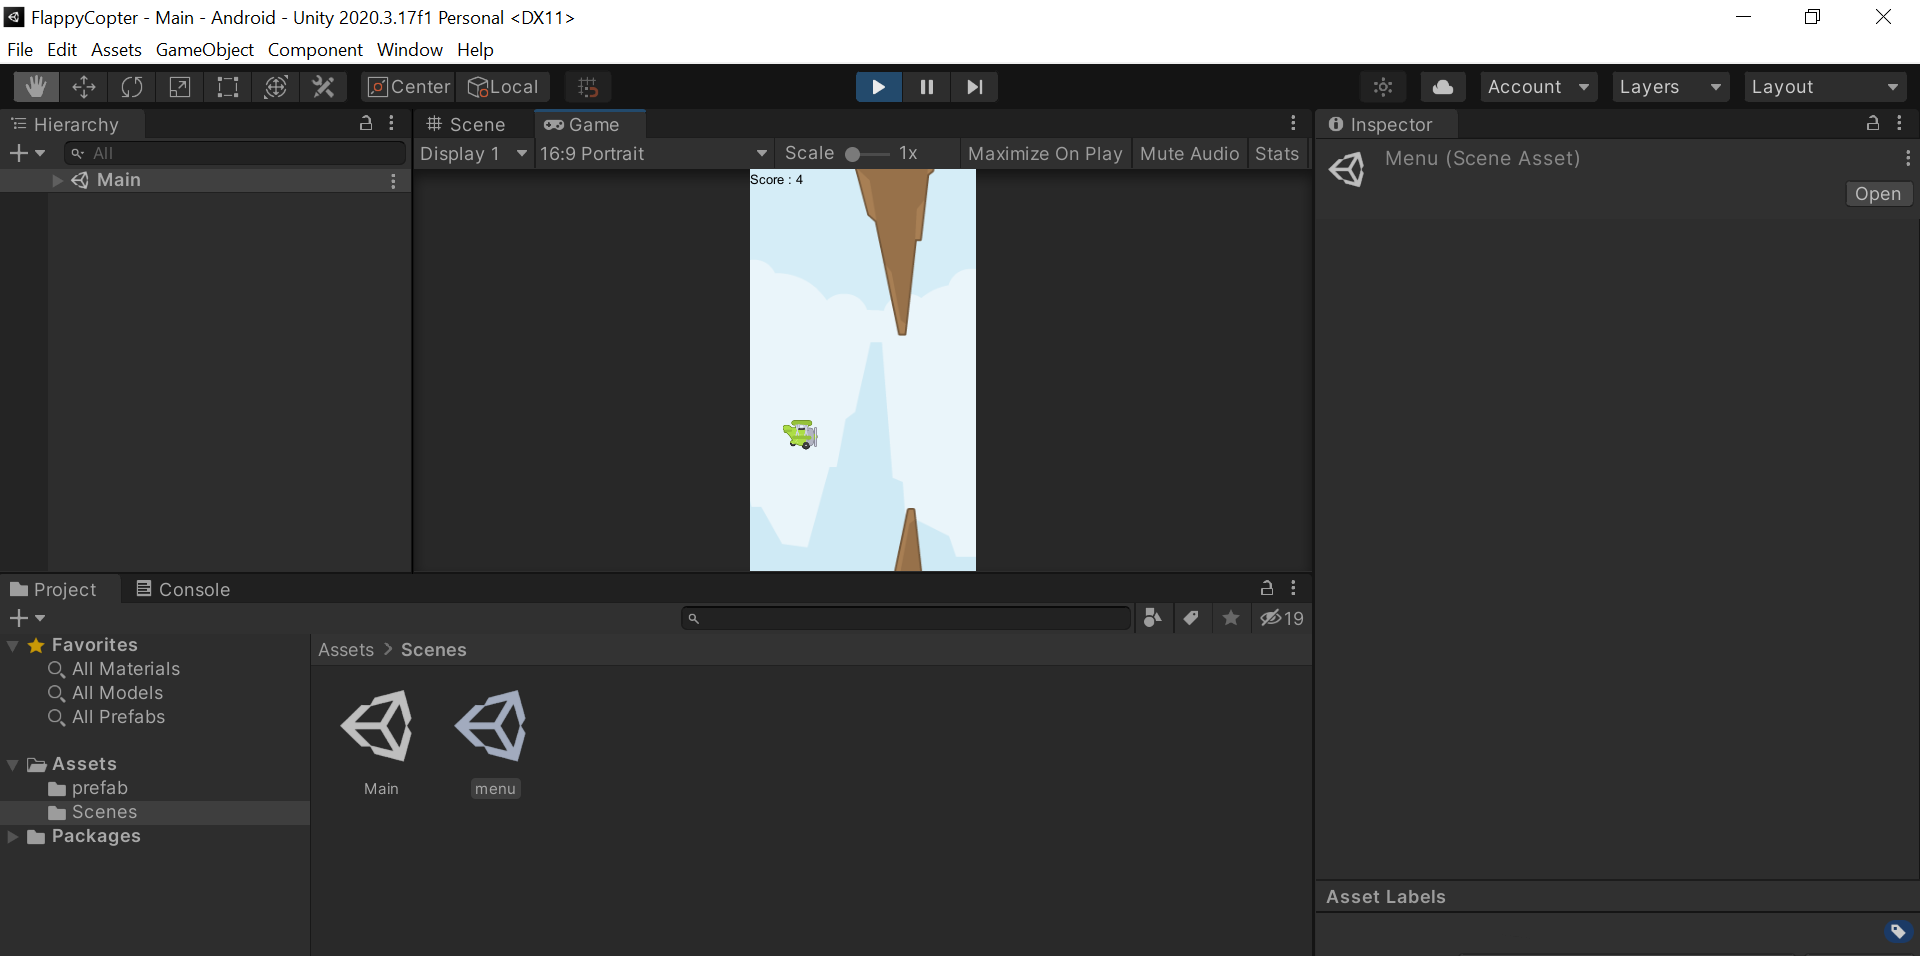 FlappyCopter - Main - Android - Unity 2020.3.17f1 Personal <DX11>
File Edit Assets GameObject Component Window Help
Center Local Account Layers Layout
Hierarchy Scene Game Inspector
All Display 1 16:9 Portrait Scale 1x Maximize On Play Mute Audio Stats Menu (Scene Asset)
Main Score : 4
Open
Project Console
19
Favorites Assets > Scenes
All Materials
All Models
All Prefabs
Assets
prefab Main menu
Scenes
Packages
Asset Labels